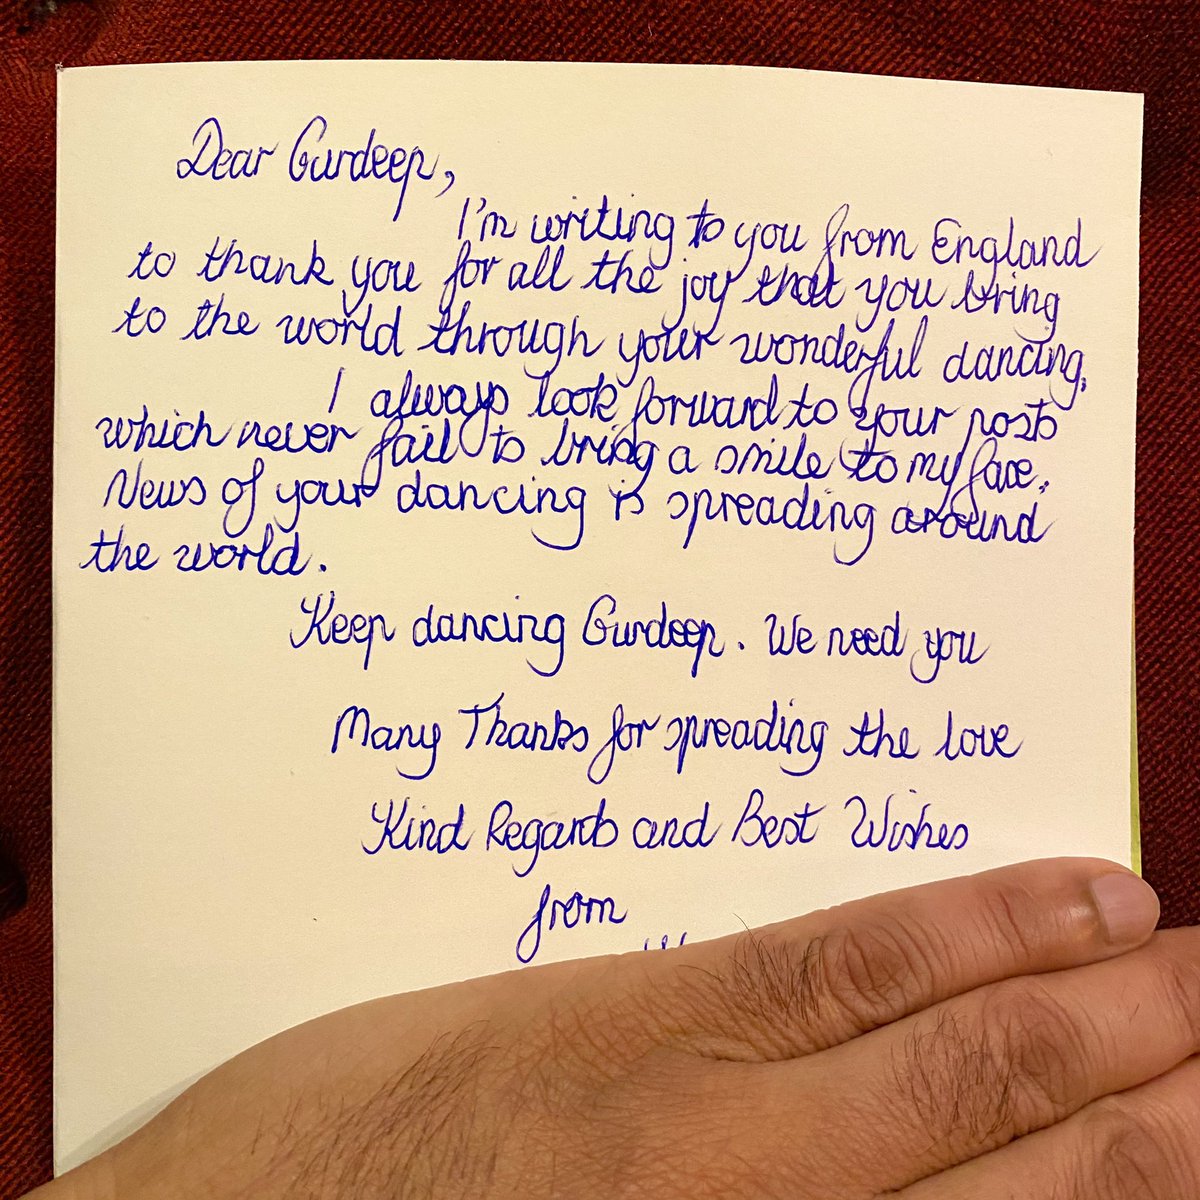 Dear Gurdeep,
I'm writing to you from England
to thank you for all the joy that you bring
to the world through your wonderful dancing.
I always look forward to your posts
which never fail to bring a smile to my face.
News of your dancing is spreading around
the world.
Keep dancing Gurdeep. We need you
Many Thanks for spreading the love
Kind Regards and Best Wishes
from